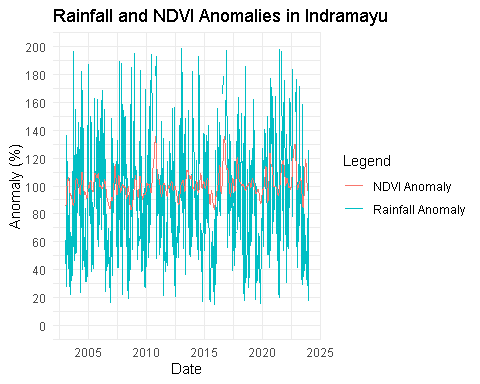 Rainfall and NDVI Anomalies in Indramayu
Anomaly (%)
200
180
160
140
120
100
80
60
40
20
0
2005
2010
2015
2020
2025
Date
Legend
NDVI Anomaly
Rainfall Anomaly